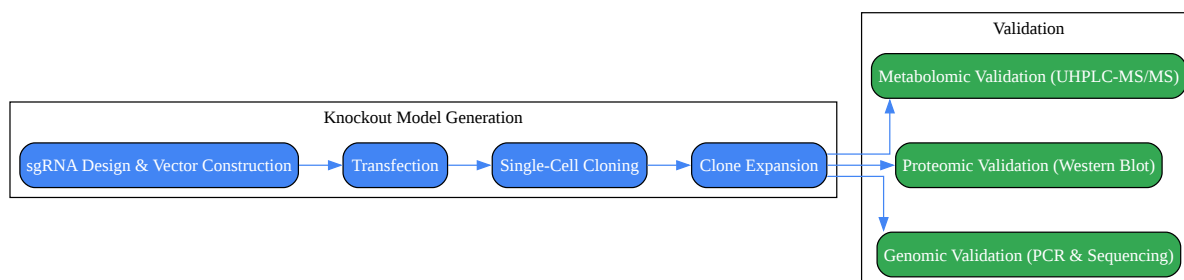 Knockout Model Generation
sgRNA Design & Vector Construction
Transfection
Single-Cell Cloning
Clone Expansion
Validation
Metabolomic Validation (UHPLC-MS/MS)
Proteomic Validation (Western Blot)
Genomic Validation (PCR & Sequencing)